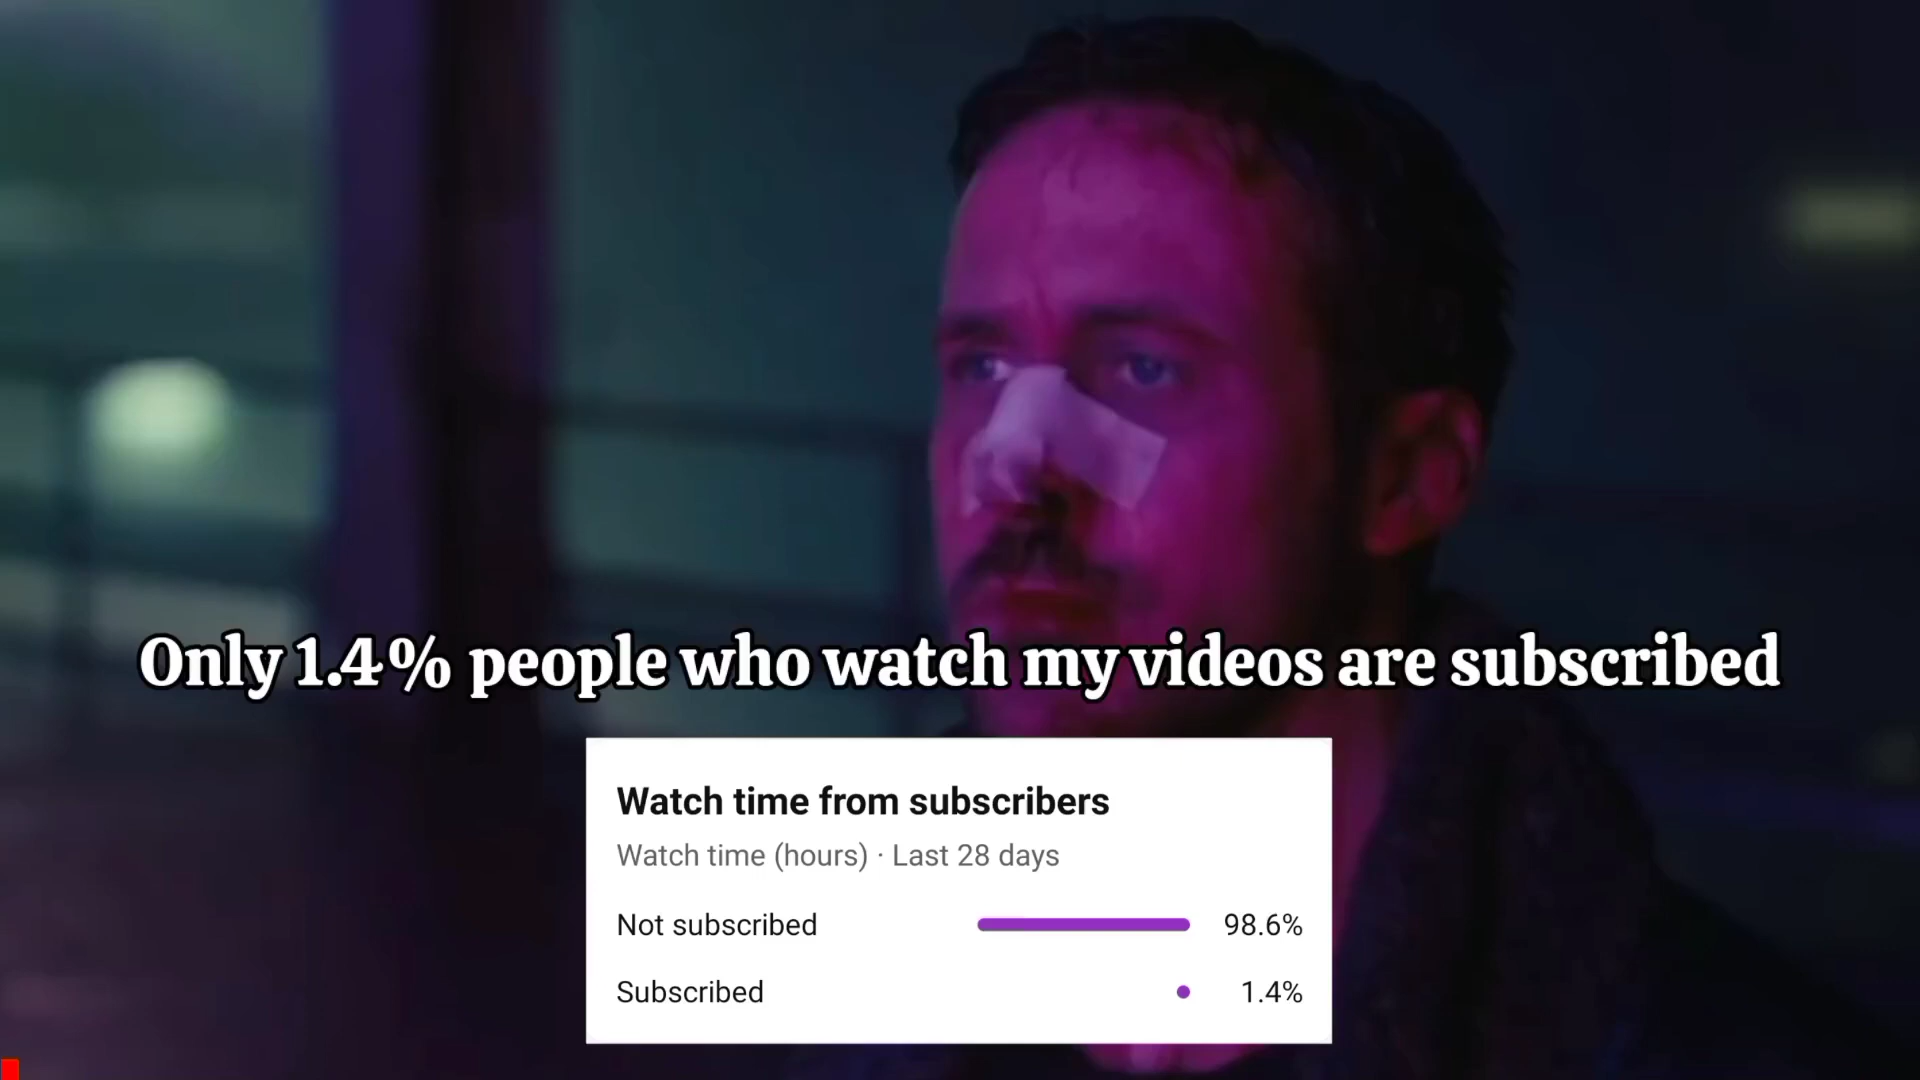 Only 1.4% people who watch my videos are subscribed
Watch time from subscribers
Watch time (hours) · Last 28 days
Not subscribed 98.6%
Subscribed 1.4%